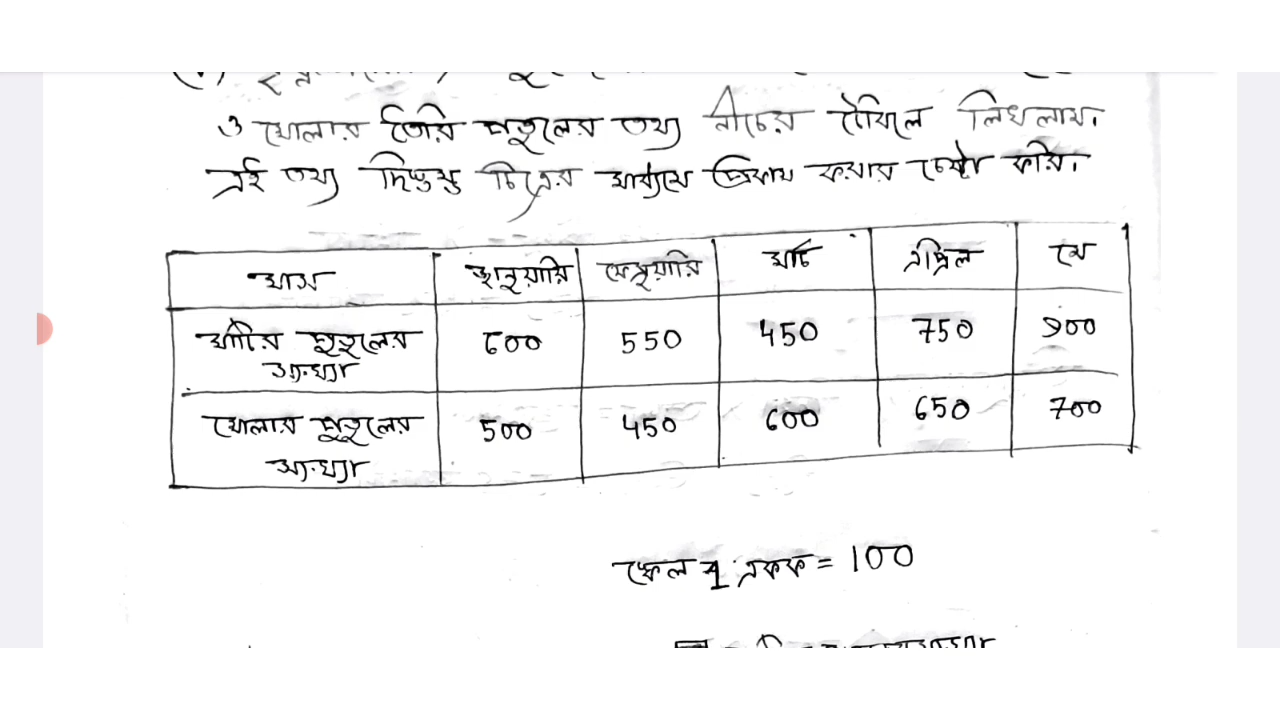 ও খোলার তৈরি পুতুলের তথ্য নীচের টেবিলে লিখলাম।
এই তথ্য দ্বিস্তম্ভ চিত্রের মাধ্যমে প্রকাশ করার চেষ্টা করি।
মাস জানুয়ারি ফেব্রুয়ারি মার্চ এপ্রিল মে
মাটির পুতুলের সংখ্যা 600 550 450 750 900
খোলার পুতুলের সংখ্যা 500 450 600 650 700
স্কেল 1 একক = 100